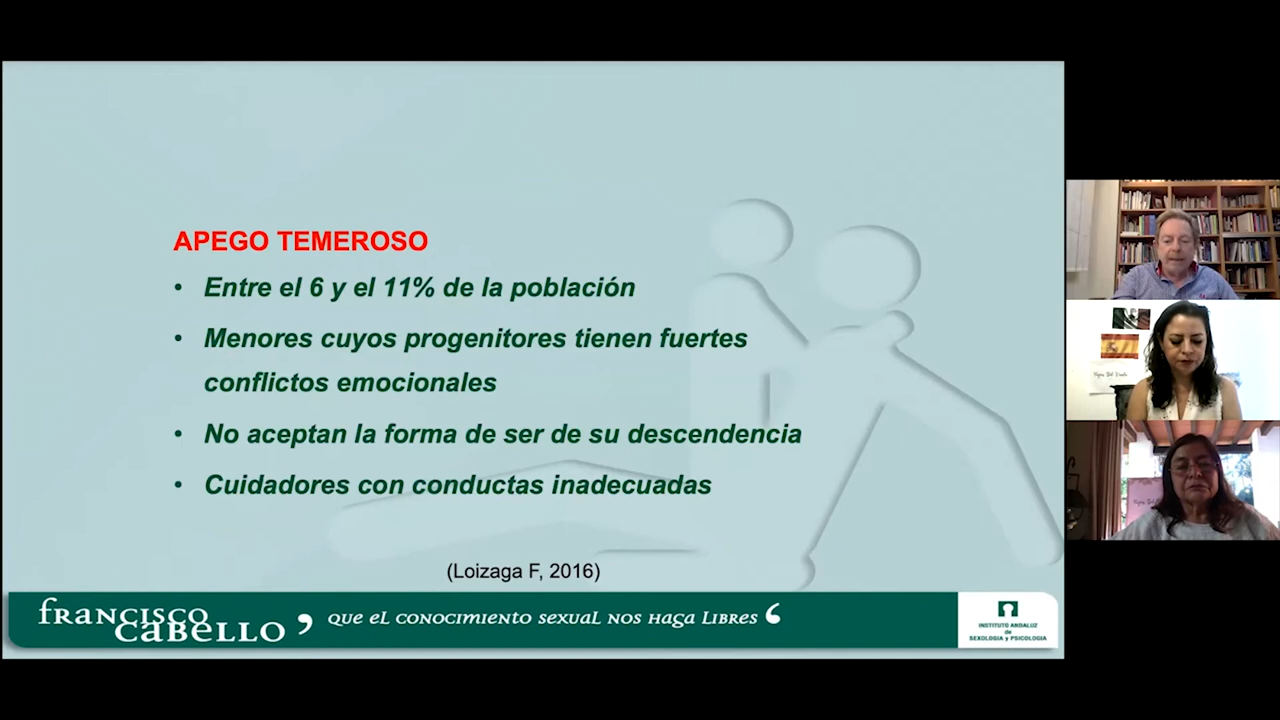 APEGO TEMEROSO
• Entre el 6 y el 11% de la población
• Menores cuyos progenitores tienen fuertes
conflictos emocionales
• No aceptan la forma de ser de su descendencia
• Cuidadores con conductas inadecuadas
(Loizaga F, 2016)
francisco
cabello
, que el conocimiento sexual nos haga libres ‘
INSTITUTO ANDALUZ
de
SEXOLOGIA y PSICOLOGIA